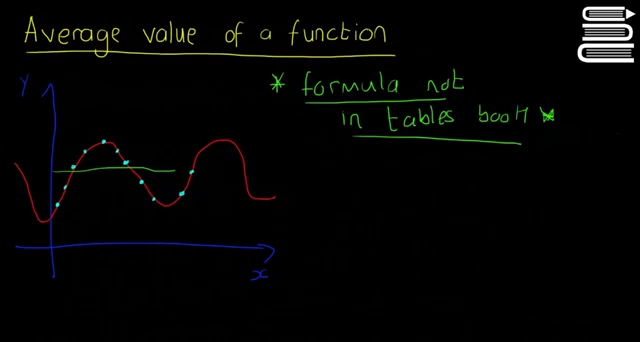 Average value of a function
* formula not
in tables book *
Y
x